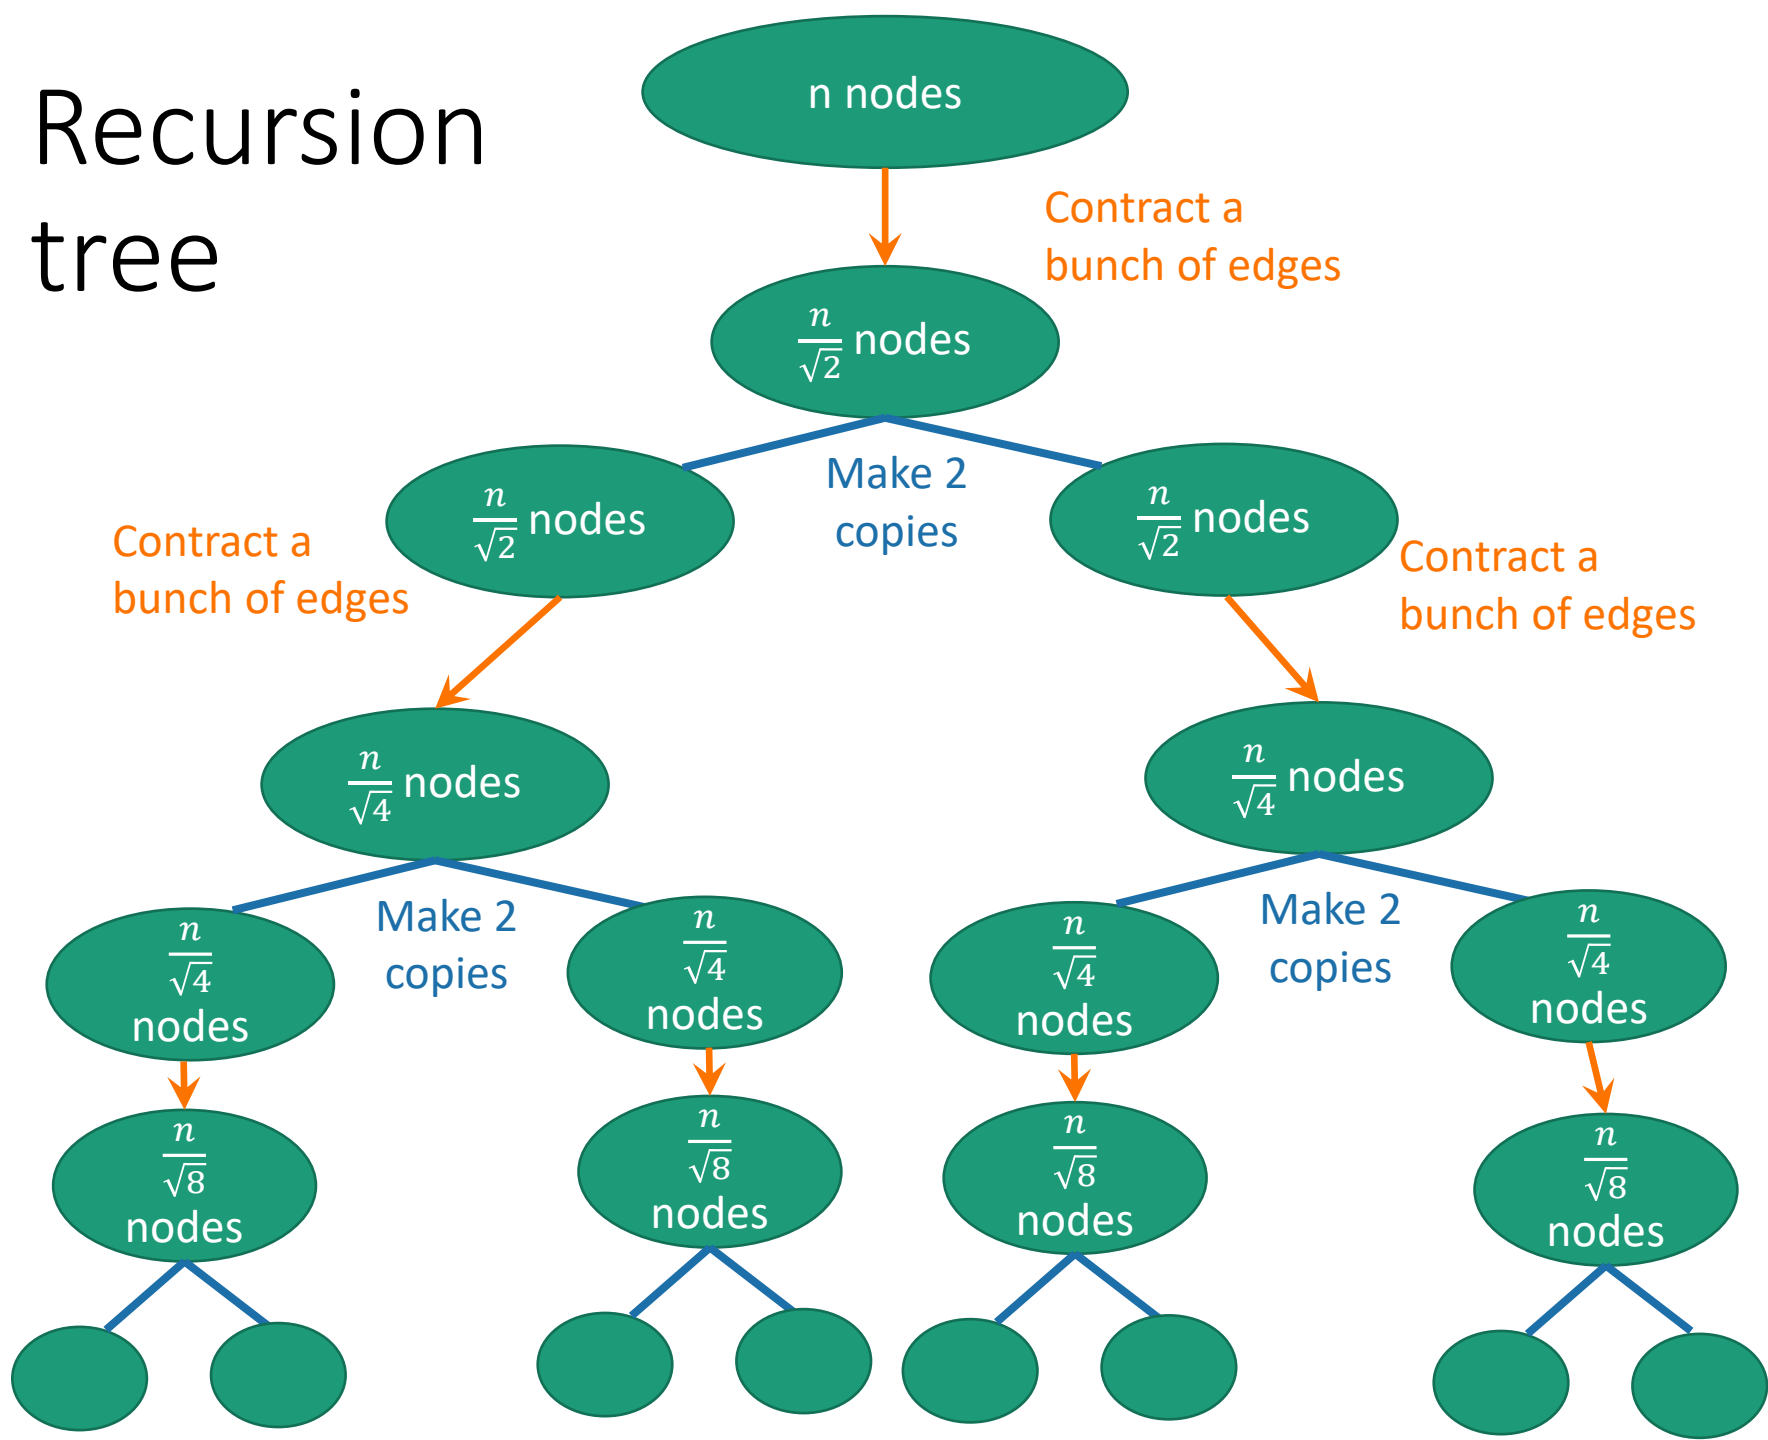 Recursion
tree
n nodes
Contract a
bunch of edges
n/√2 nodes
Make 2
copies
n/√2 nodes
n/√2 nodes
Contract a
bunch of edges
Contract a
bunch of edges
n/√4 nodes
n/√4 nodes
Make 2
copies
Make 2
copies
n/√4
nodes
n/√4
nodes
n/√4
nodes
n/√4
nodes
n/√8
nodes
n/√8
nodes
n/√8
nodes
n/√8
nodes